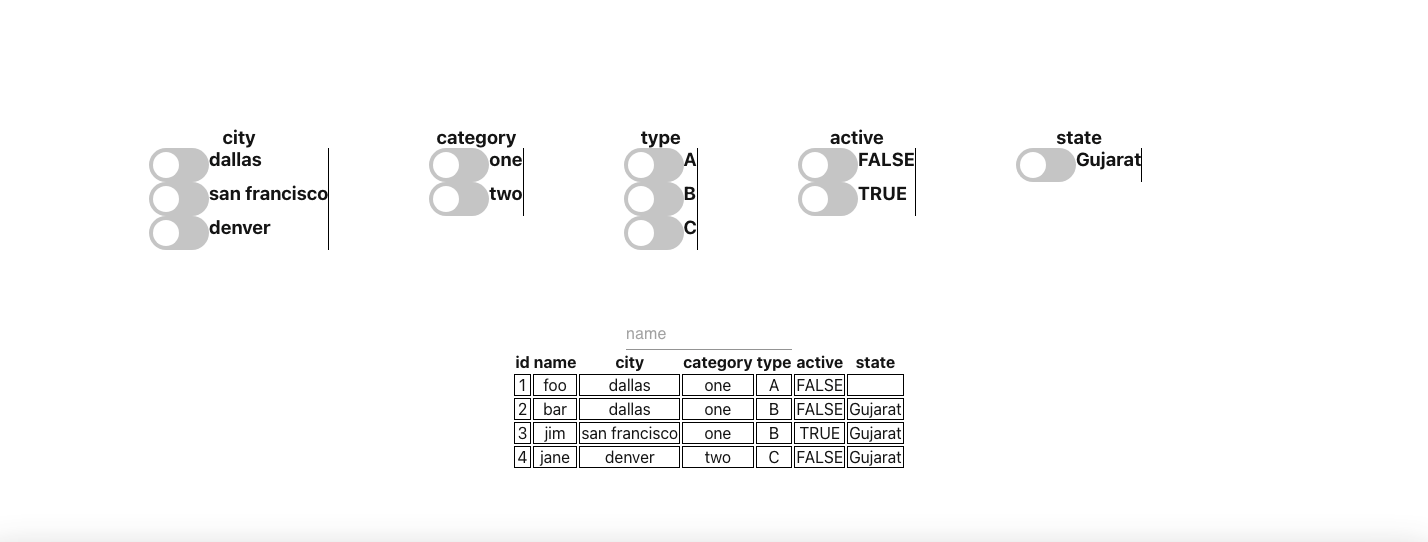 city category type active state
dallas one A FALSE Gujarat
san francisco two B TRUE
denver C
name
id name city category type active state
1 foo dallas one A FALSE
2 bar dallas one B FALSE Gujarat
3 jim san francisco one B TRUE Gujarat
4 jane denver two C FALSE Gujarat